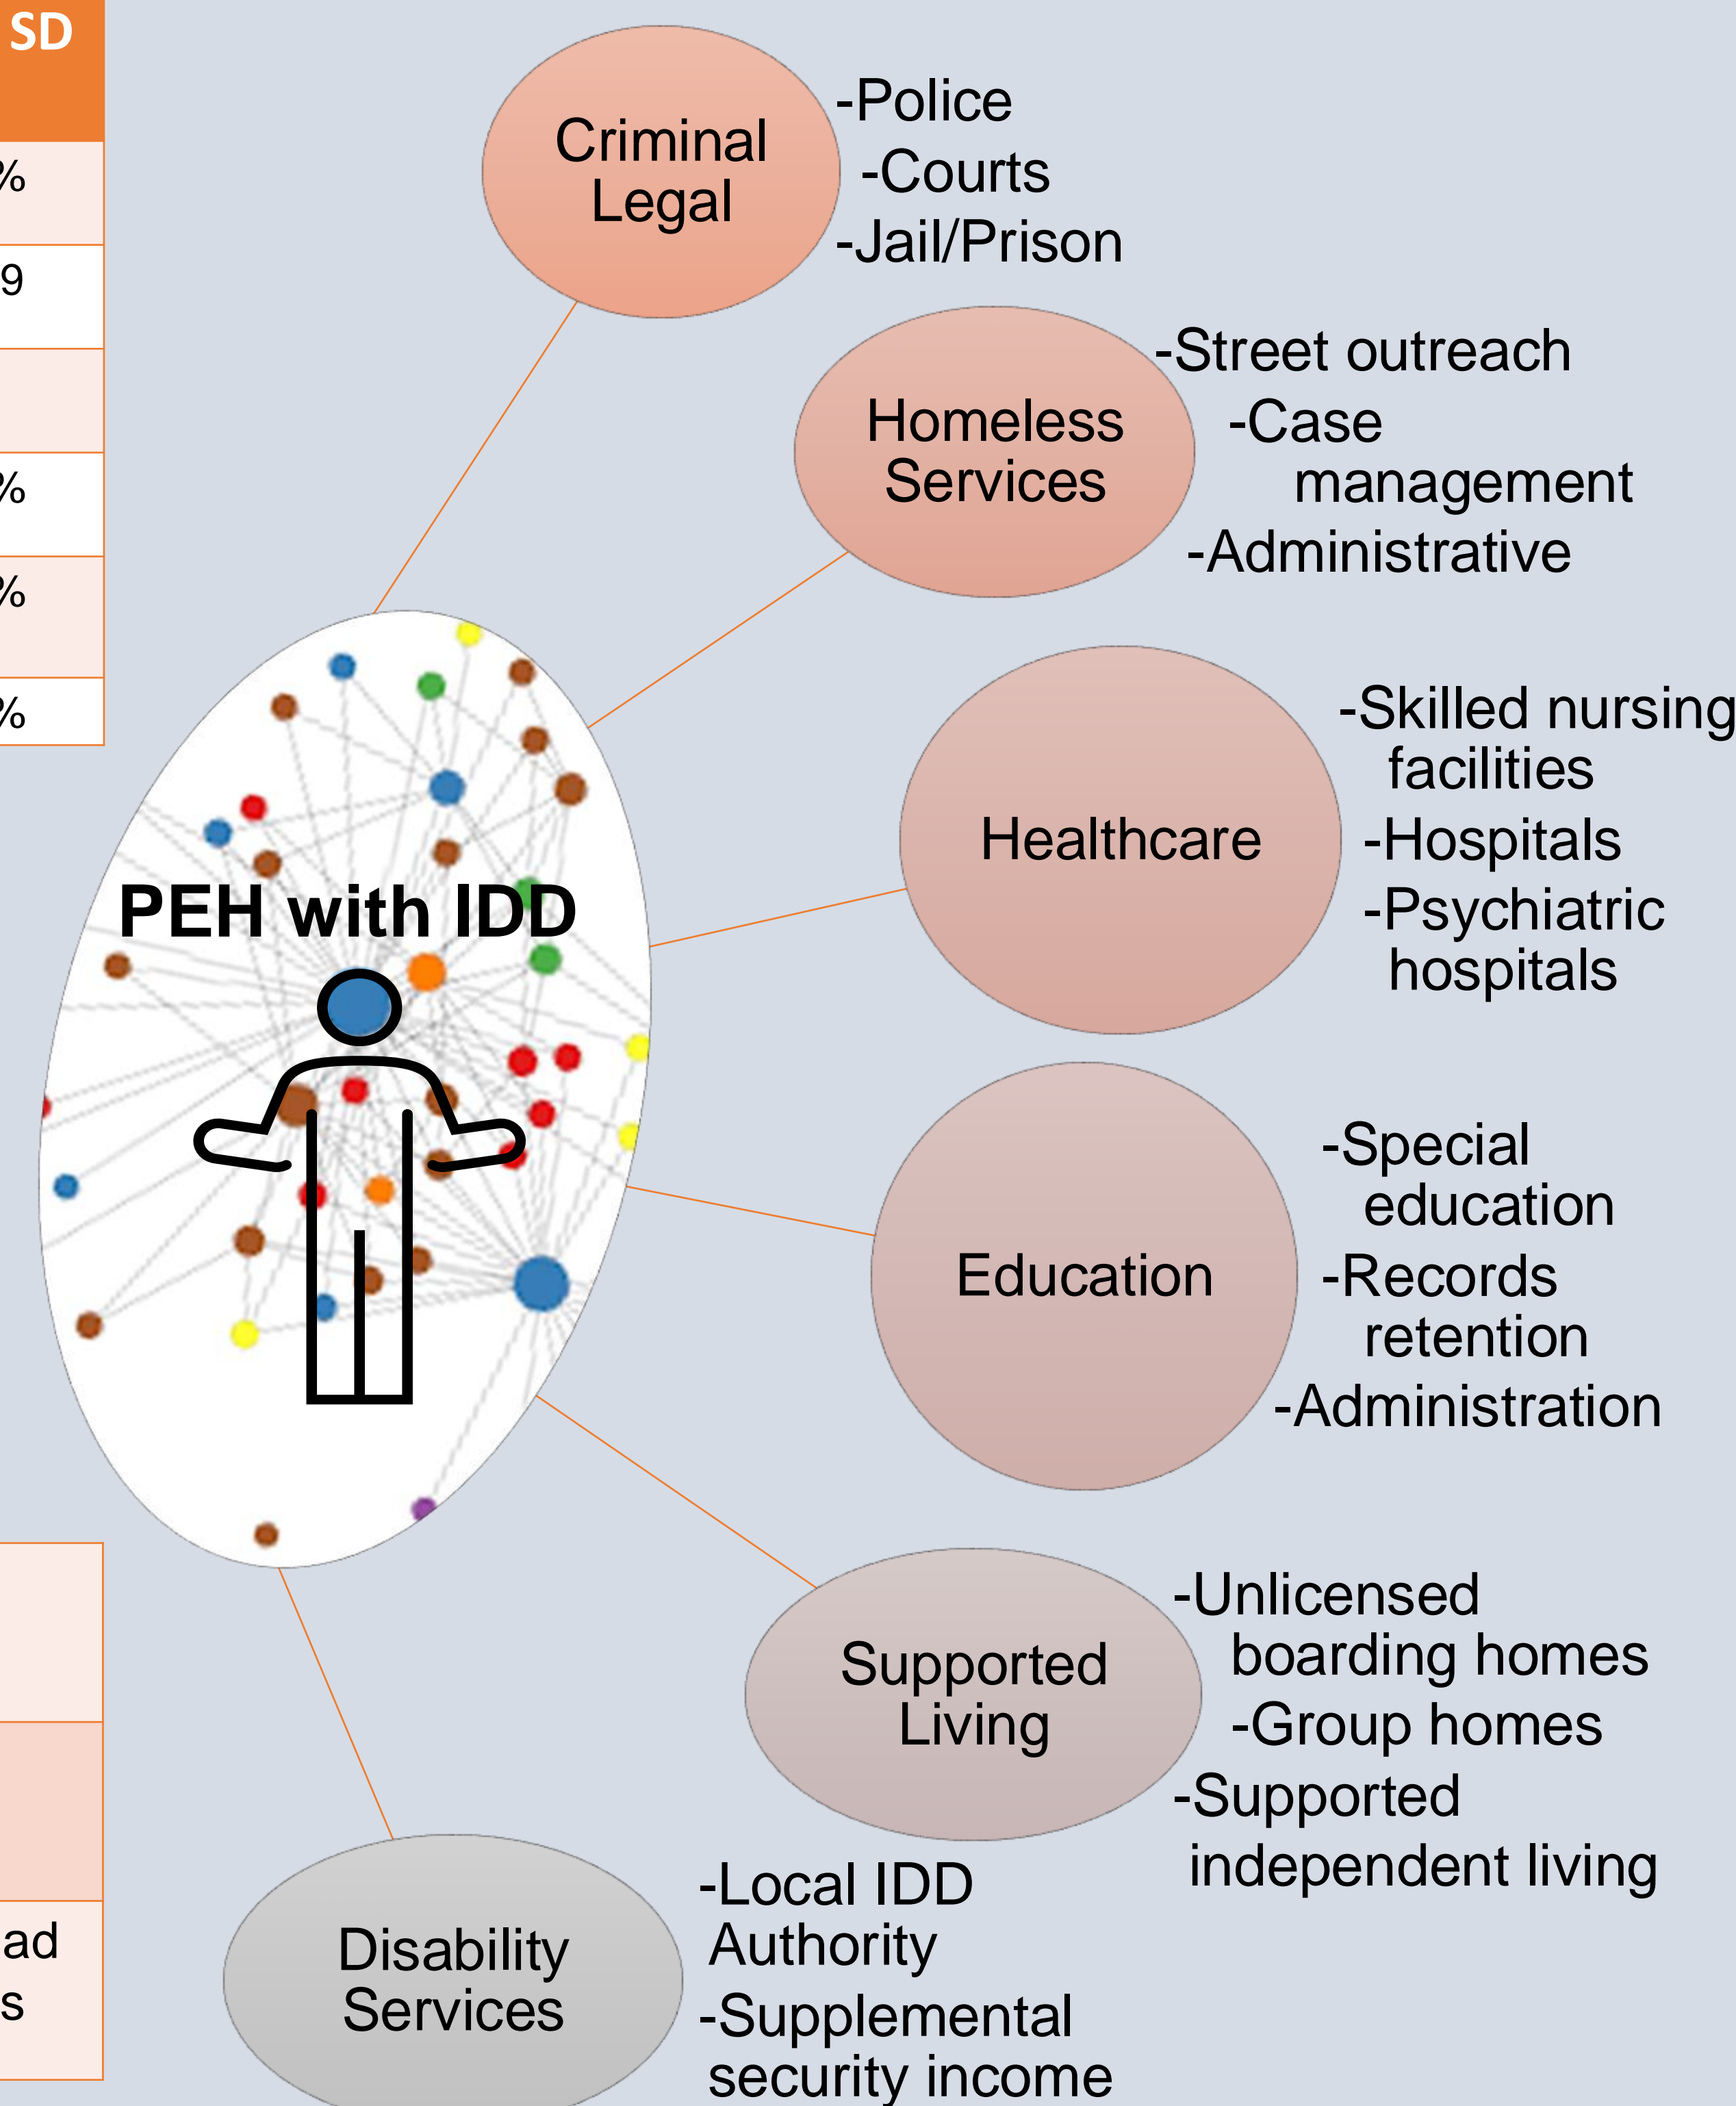 SD
%
9
%
%
%
Criminal
Legal
-Police
-Courts
-Jail/Prison
Homeless
Services
-Street outreach
-Case
management
-Administrative
Healthcare
-Skilled nursing
facilities
-Hospitals
-Psychiatric
hospitals
PEH with IDD
Education
-Special
education
-Records
retention
-Administration
Supported
Living
-Unlicensed
boarding homes
-Group homes
-Supported
independent living
Disability
Services
-Local IDD
Authority
-Supplemental
security income
ad
s